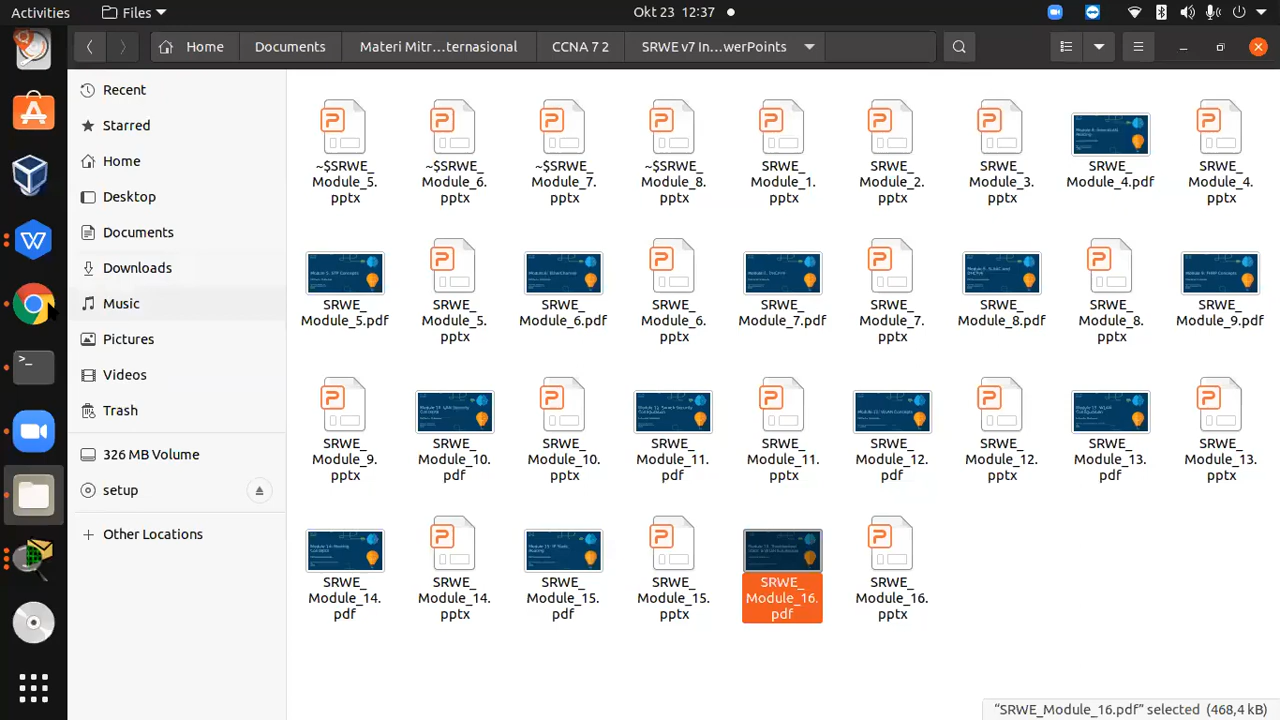 Activities
Files
Okt 23 12:37
Home
Documents
Materi Mitr…ternasional
CCNA 7 2
SRWE v7 In…werPoints
Recent
Starred
Home
Desktop
Documents
Downloads
Music
Pictures
Videos
Trash
326 MB Volume
setup
Other Locations
~$SRWE_
Module_5.
pptx
~$SRWE_
Module_6.
pptx
~$SRWE_
Module_7.
pptx
~$SRWE_
Module_8.
pptx
SRWE_
Module_1.
pptx
SRWE_
Module_2.
pptx
SRWE_
Module_3.
pptx
SRWE_
Module_4.pdf
SRWE_
Module_4.
pptx
SRWE_
Module_5.pdf
SRWE_
Module_5.
pptx
SRWE_
Module_6.pdf
SRWE_
Module_6.
pptx
SRWE_
Module_7.pdf
SRWE_
Module_7.
pptx
SRWE_
Module_8.pdf
SRWE_
Module_8.
pptx
SRWE_
Module_9.pdf
SRWE_
Module_9.
pptx
SRWE_
Module_10.
pdf
SRWE_
Module_10.
pptx
SRWE_
Module_11.
pdf
SRWE_
Module_11.
pptx
SRWE_
Module_12.
pdf
SRWE_
Module_12.
pptx
SRWE_
Module_13.
pdf
SRWE_
Module_13.
pptx
SRWE_
Module_14.
pdf
SRWE_
Module_14.
pptx
SRWE_
Module_15.
pdf
SRWE_
Module_15.
pptx
SRWE_
Module_16.
pdf
SRWE_
Module_16.
pptx
“SRWE_Module_16.pdf” selected (468,4 kB)